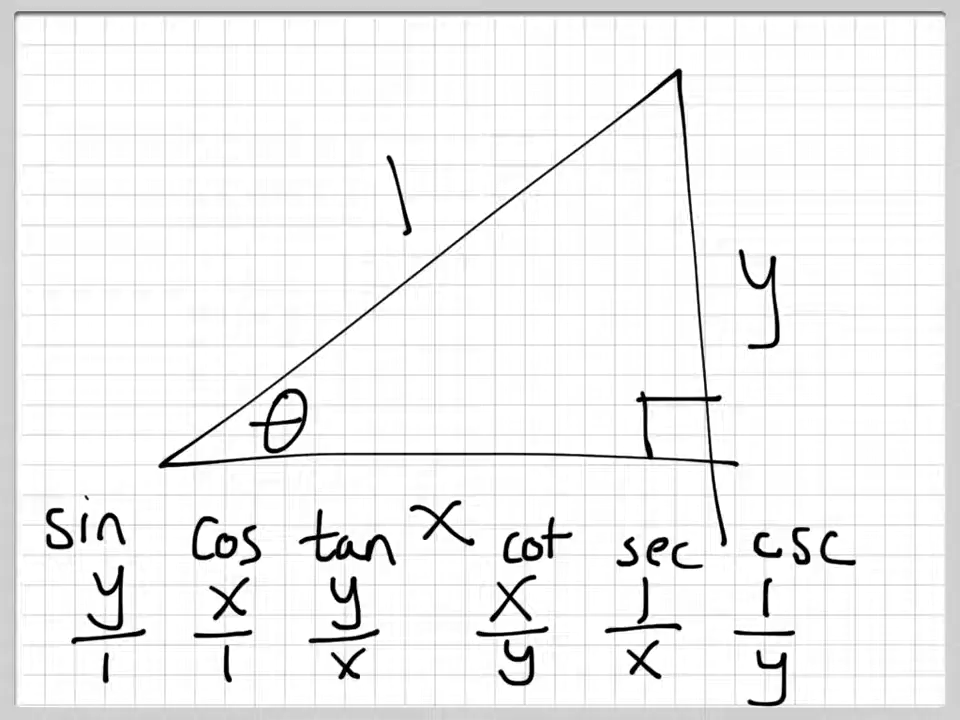 1
y
θ
x
sin cos tan cot sec csc
y/1 x/1 y/x x/y 1/x 1/y